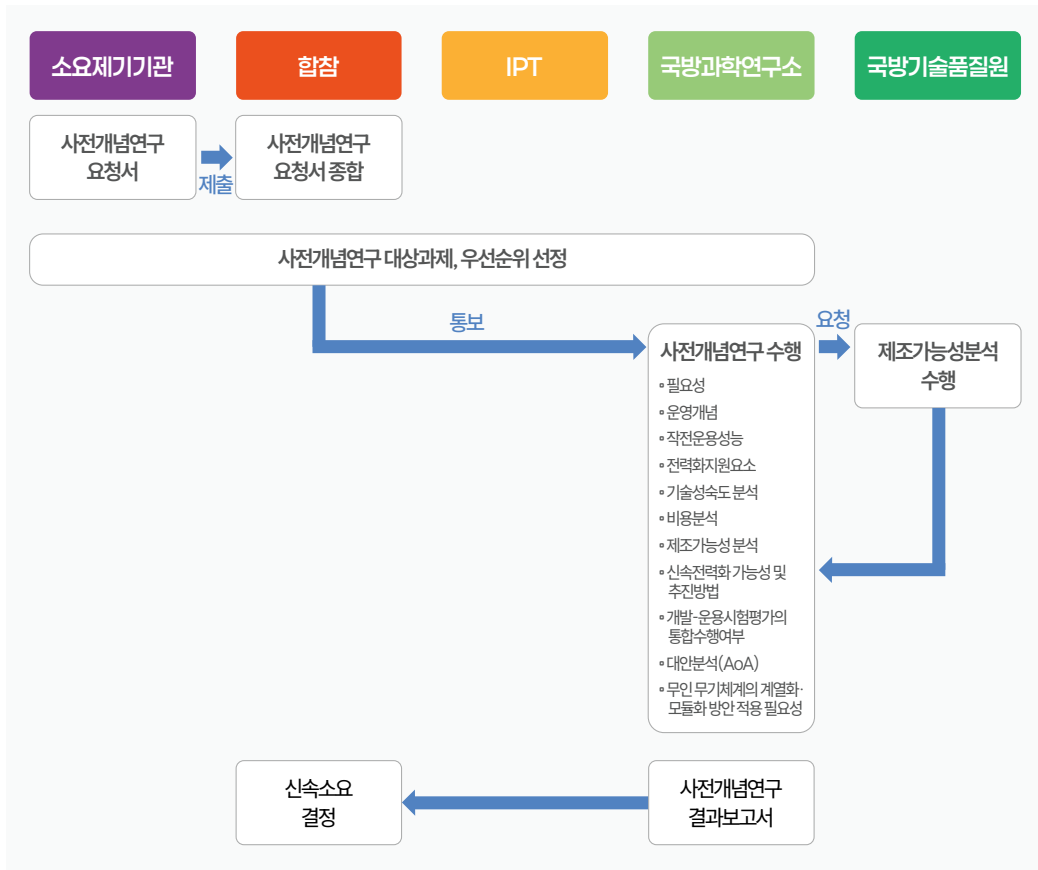 소요제기기관
합참
IPT
국방과학연구소
국방기술품질원
사전개념연구
요청서
제출
사전개념연구
요청서 종합
사전개념연구 대상과제, 우선순위 선정
통보
사전개념연구 수행
▫필요성
▫운영개념
▫작전운용성능
▫전력화지원요소
▫기술성숙도 분석
▫비용분석
▫제조가능성 분석
▫신속전력화 가능성 및
추진방법
▫개발-운용시험평가의
통합수행여부
▫대안분석(AoA)
▫무인 무기체계의 계열화·
모듈화 방안 적용 필요성
요청
제조가능성분석
수행
신속소요
결정
사전개념연구
결과보고서